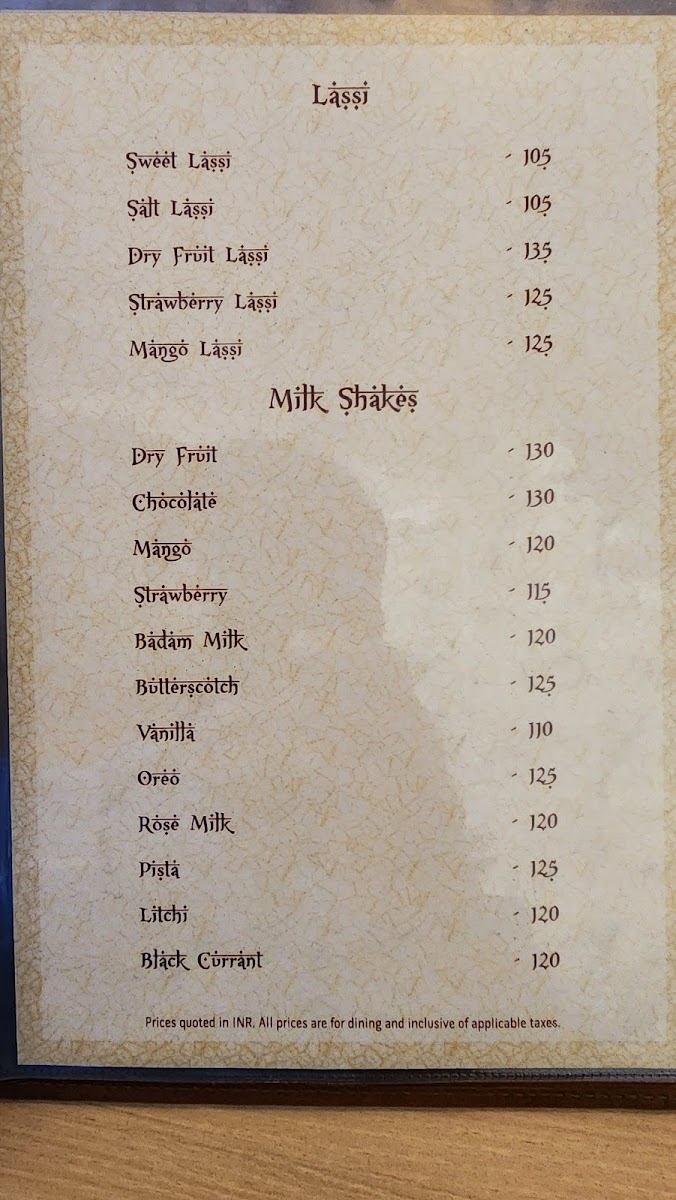 Lassi
Sweet Lassi - 105
Salt Lassi - 105
Dry Fruit Lassi - 135
Strawberry Lassi - 125
Mango Lassi - 125
Milk Shakes
Dry Fruit - 130
Chocolate - 130
Mango - 120
Strawberry - 115
Badam Milk - 120
Butterscotch - 125
Vanilla - 110
Oreo - 125
Rose Milk - 120
Pista - 125
Litchi - 120
Black Currant - 120
Prices quoted in INR. All prices are for dining and inclusive of applicable taxes.